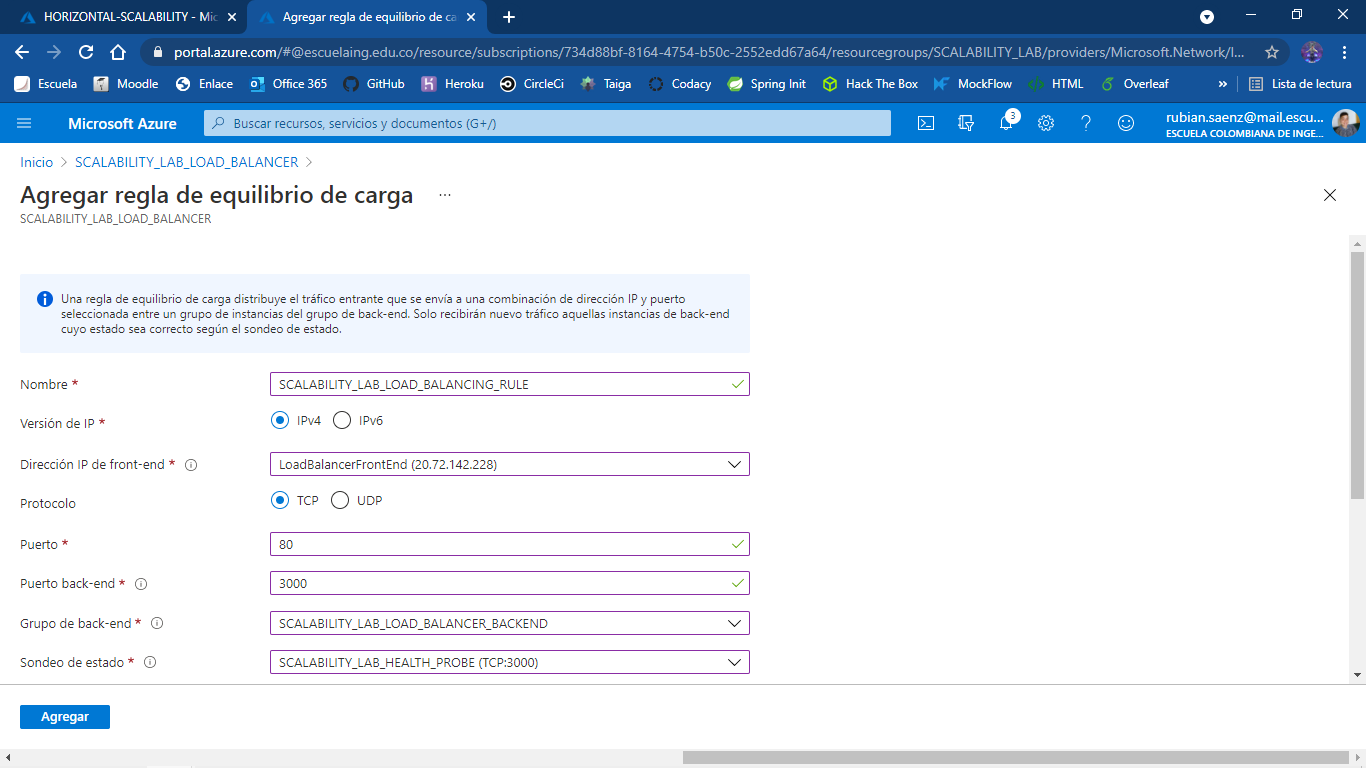 HORIZONTAL-SCALABILITY - Mic
Agregar regla de equilibrio de ca
portal.azure.com/#@escuelaing.edu.co/resource/subscriptions/734d88bf-8164-4754-b50c-2552edd67a64/resourcegroups/SCALABILITY_LAB/providers/Microsoft.Network/l...
Escuela Moodle Enlace Office 365 GitHub Heroku CircleCi Taiga Codacy Spring Init Hack The Box MockFlow HTML Overleaf » Lista de lectura
Microsoft Azure
Buscar recursos, servicios y documentos (G+/)
3
rubian.saenz@mail.escu...
ESCUELA COLOMBIANA DE INGE...
Inicio > SCALABILITY_LAB_LOAD_BALANCER >
Agregar regla de equilibrio de carga ...
SCALABILITY_LAB_LOAD_BALANCER
Una regla de equilibrio de carga distribuye el tráfico entrante que se envía a una combinación de dirección IP y puerto
seleccionada entre un grupo de instancias del grupo de back-end. Solo recibirán nuevo tráfico aquellas instancias de back-end
cuyo estado sea correcto según el sondeo de estado.
Nombre * SCALABILITY_LAB_LOAD_BALANCING_RULE
Versión de IP * IPv4 IPv6
Dirección IP de front-end * LoadBalancerFrontEnd (20.72.142.228)
Protocolo TCP UDP
Puerto * 80
Puerto back-end * 3000
Grupo de back-end * SCALABILITY_LAB_LOAD_BALANCER_BACKEND
Sondeo de estado * SCALABILITY_LAB_HEALTH_PROBE (TCP:3000)
Agregar